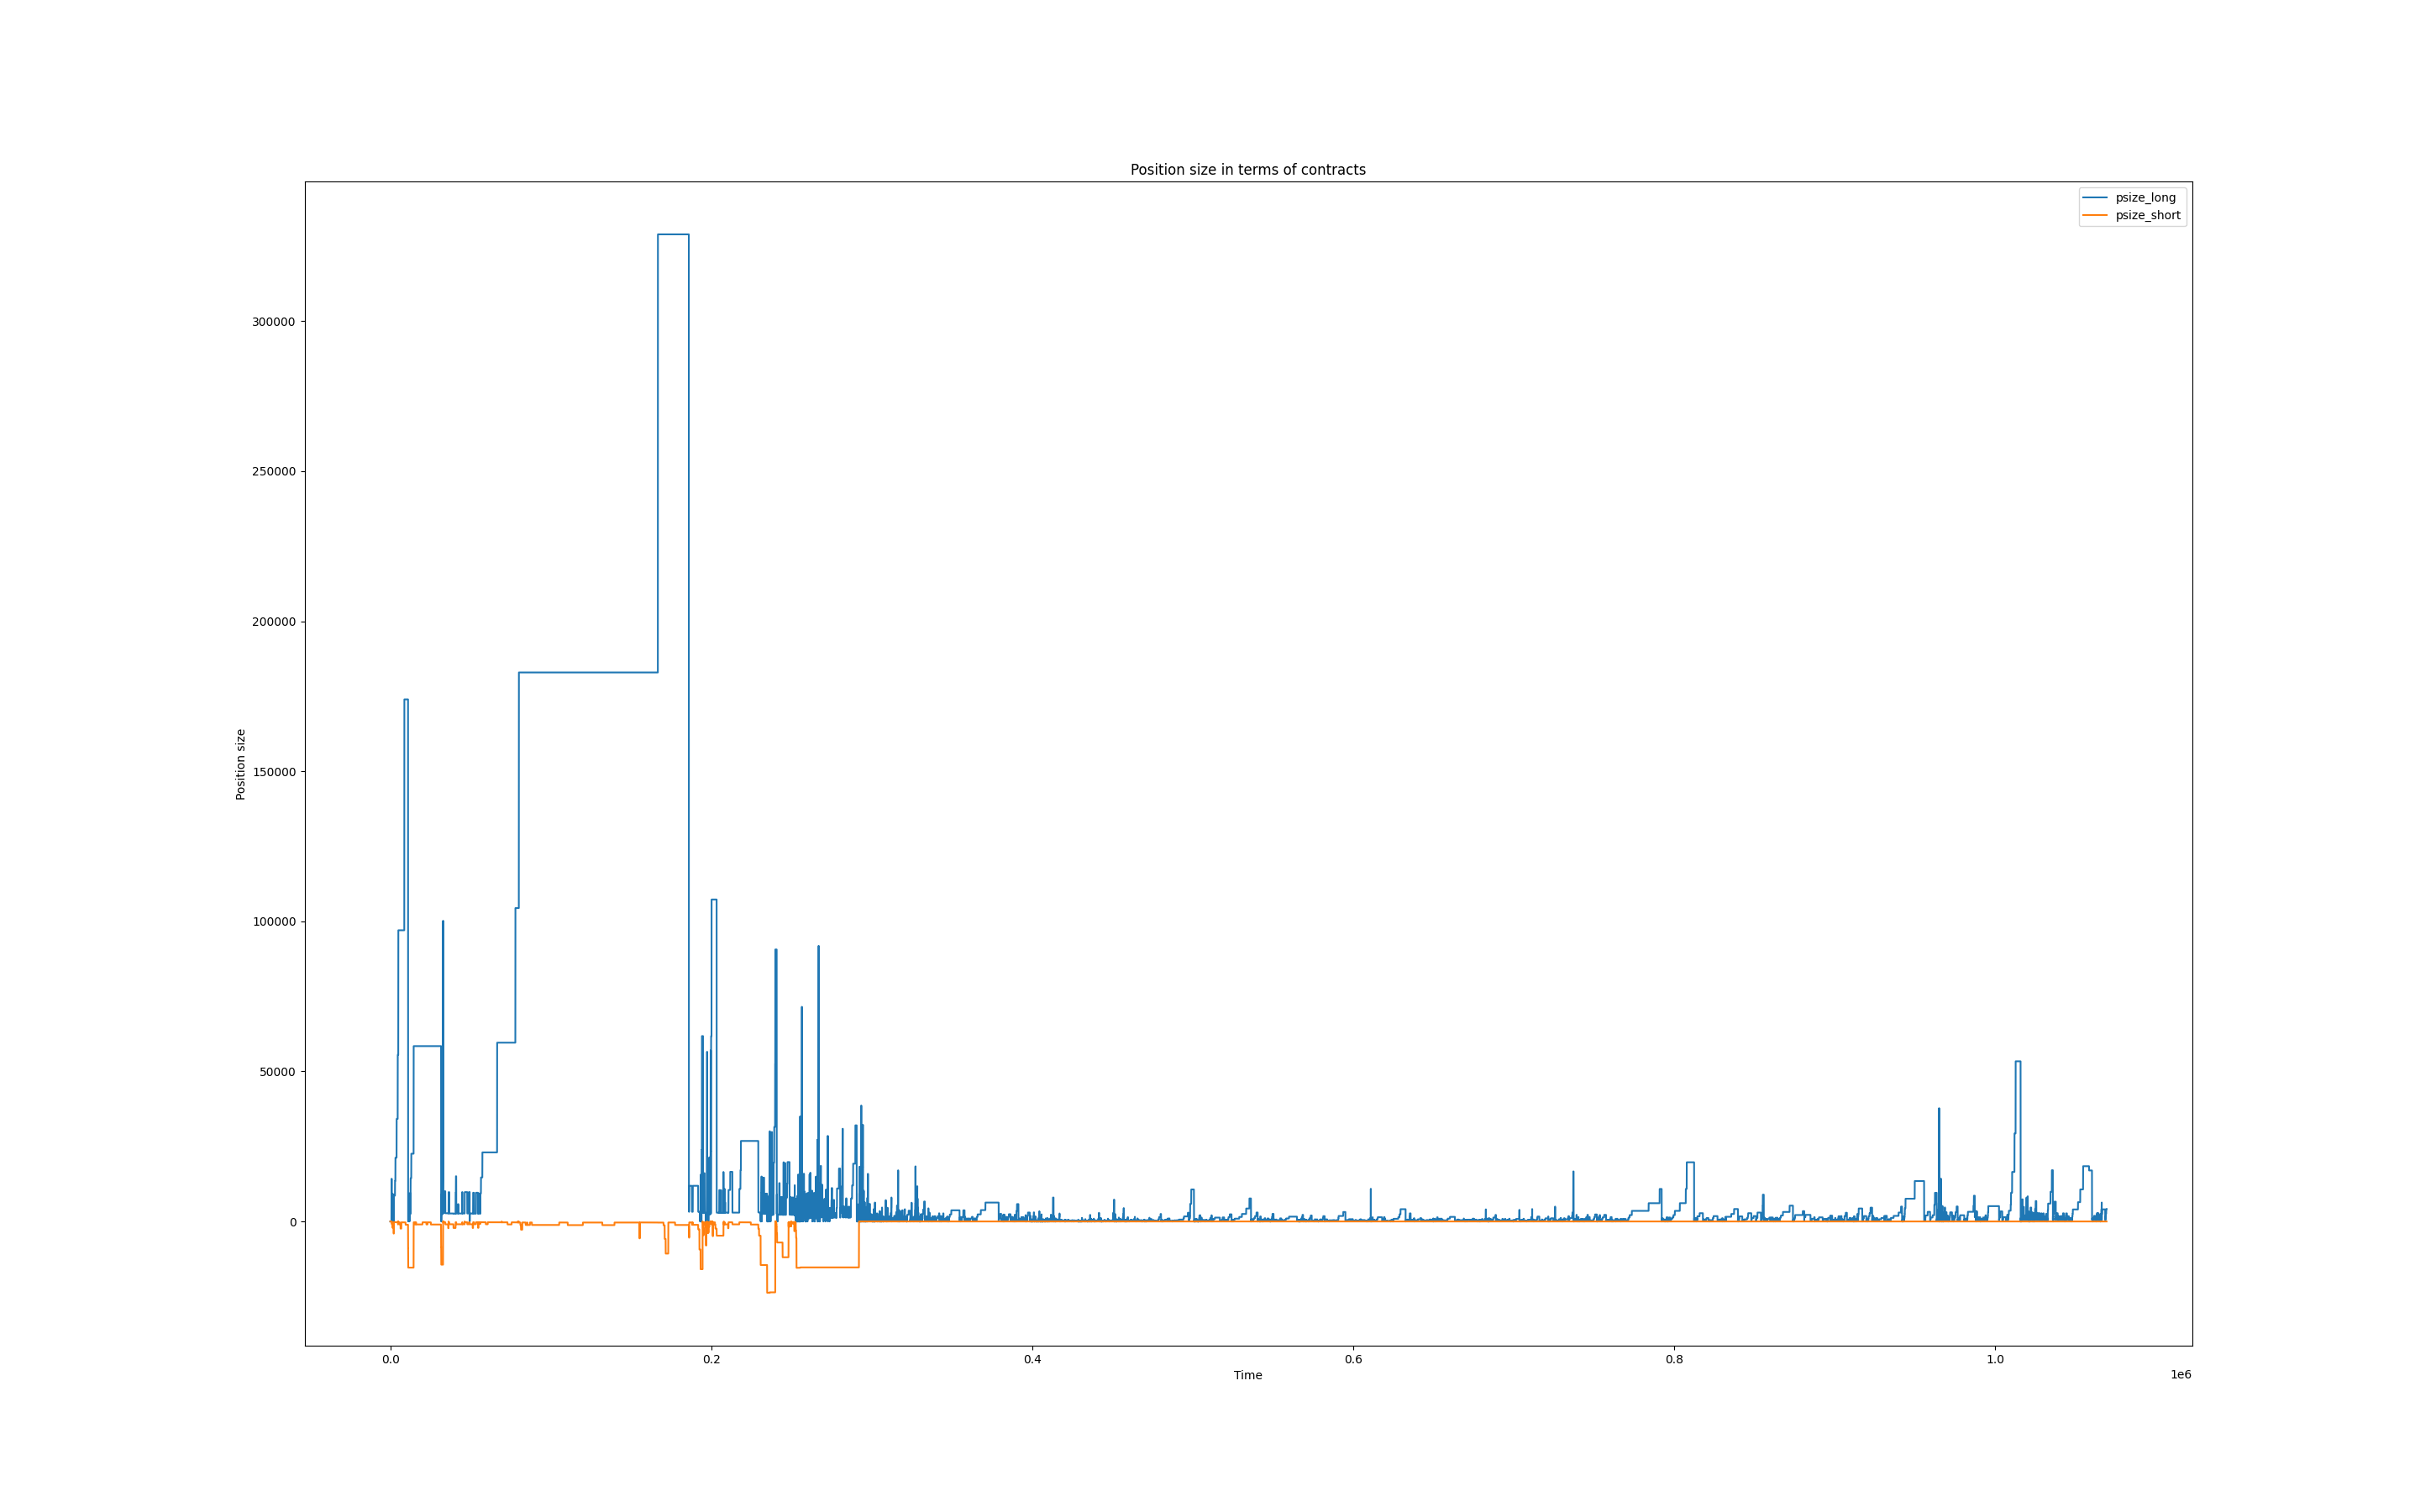 Position size in terms of contracts
psize_long
psize_short
Position size
300000
250000
200000
150000
100000
50000
0
0.0
0.2
0.4
0.6
0.8
1.0
Time
1e6